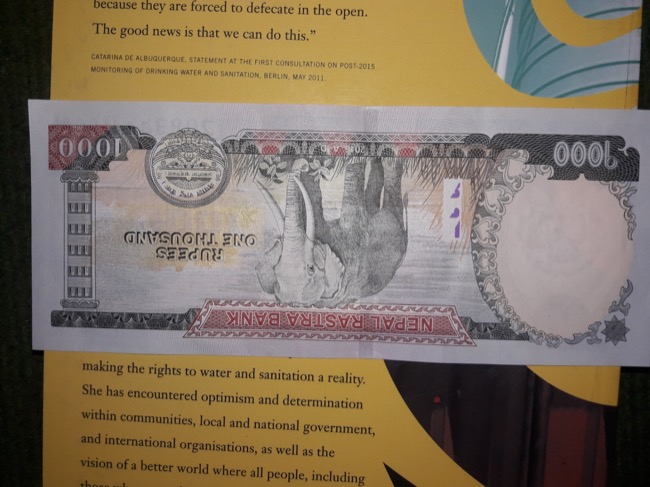 NEPAL RASTRA BANK
RUPEES
ONE THOUSAND
नेपाल राष्ट्र बैंक
1000
1000
because they are forced to defecate in the open.
The good news is that we can do this."
CATARINA DE ALBUQUERQUE, STATEMENT AT THE FIRST CONSULTATION ON POST-2015
MONITORING OF DRINKING WATER AND SANITATION, BERLIN, MAY 2011
making the rights to water and sanitation a reality.
She has encountered optimism and determination
within communities, local and national government,
and international organisations, as well as the
vision of a better world where all people, including